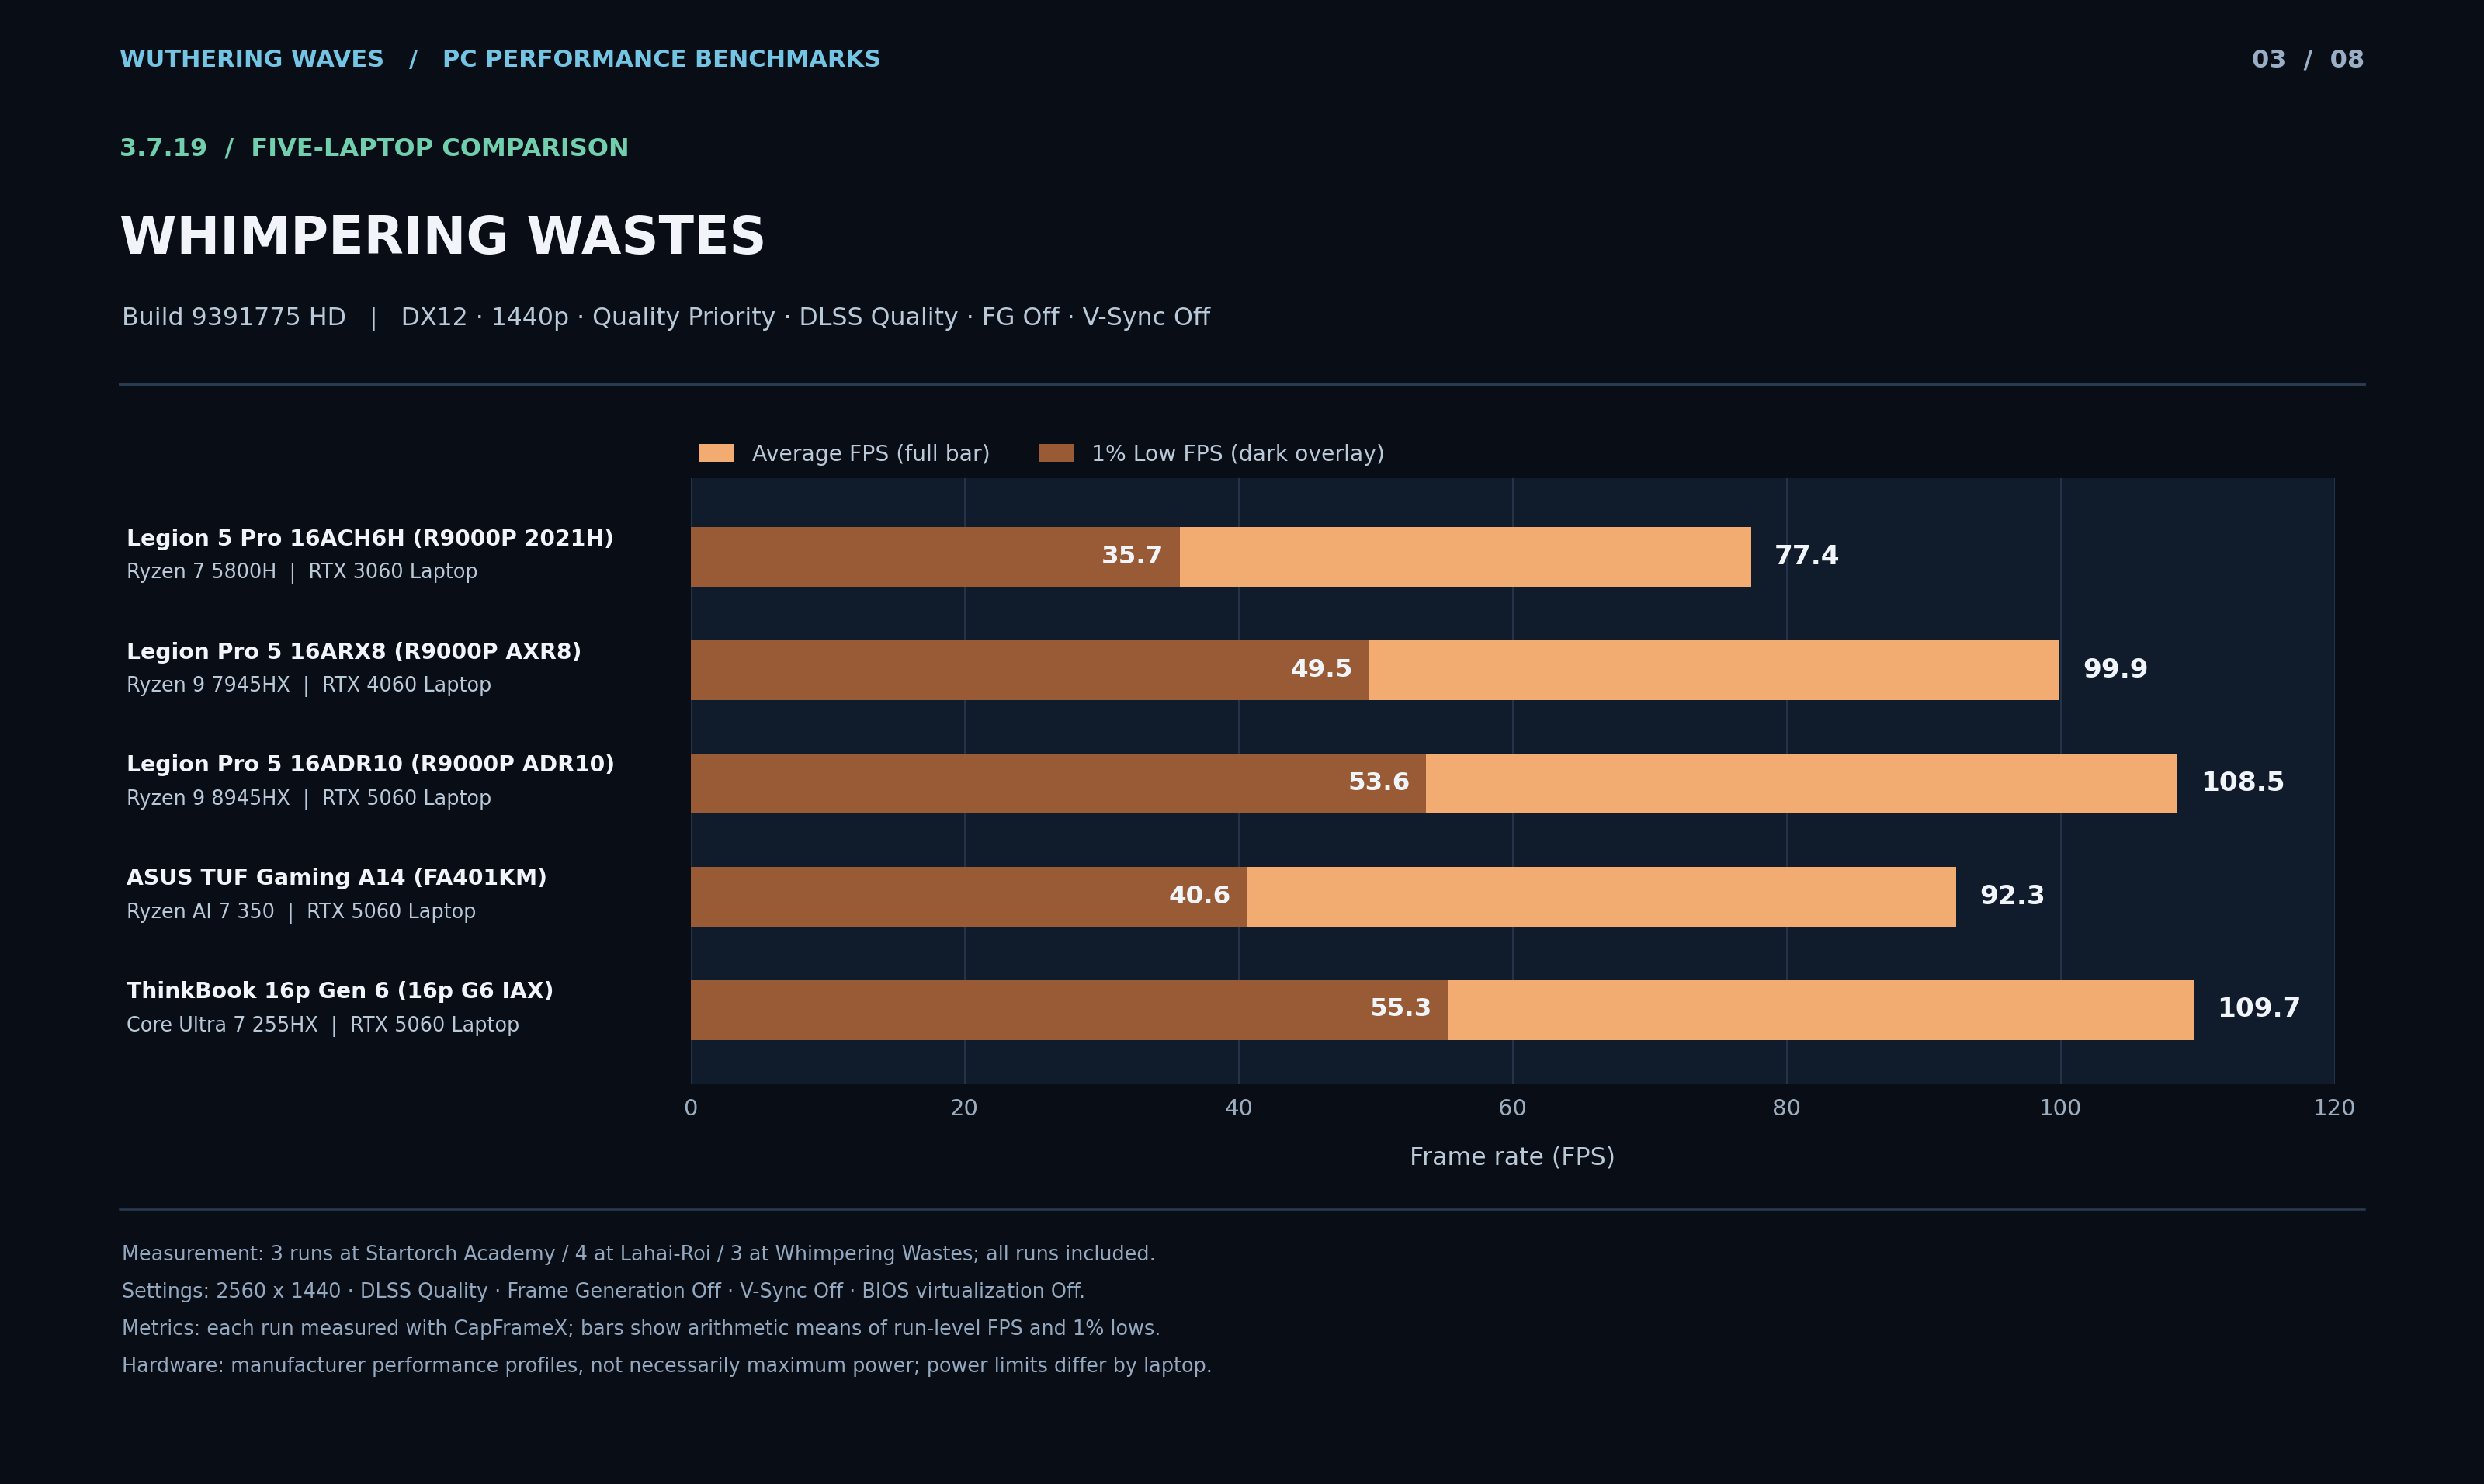 WUTHERING WAVES / PC PERFORMANCE BENCHMARKS
03 / 08
3.7.19 / FIVE-LAPTOP COMPARISON
WHIMPERING WASTES
Build 9391775 HD | DX12 · 1440p · Quality Priority · DLSS Quality · FG Off · V-Sync Off
Average FPS (full bar)
1% Low FPS (dark overlay)
Legion 5 Pro 16ACH6H (R9000P 2021H)
Ryzen 7 5800H | RTX 3060 Laptop
35.7
77.4
Legion Pro 5 16ARX8 (R9000P AXR8)
Ryzen 9 7945HX | RTX 4060 Laptop
49.5
99.9
Legion Pro 5 16ADR10 (R9000P ADR10)
Ryzen 9 8945HX | RTX 5060 Laptop
53.6
108.5
ASUS TUF Gaming A14 (FA401KM)
Ryzen AI 7 350 | RTX 5060 Laptop
40.6
92.3
ThinkBook 16p Gen 6 (16p G6 IAX)
Core Ultra 7 255HX | RTX 5060 Laptop
55.3
109.7
0 20 40 60 80 100 120
Frame rate (FPS)
Measurement: 3 runs at Startorch Academy / 4 at Lahai-Roi / 3 at Whimpering Wastes; all runs included.
Settings: 2560 x 1440 · DLSS Quality · Frame Generation Off · V-Sync Off · BIOS virtualization Off.
Metrics: each run measured with CapFrameX; bars show arithmetic means of run-level FPS and 1% lows.
Hardware: manufacturer performance profiles, not necessarily maximum power; power limits differ by laptop.